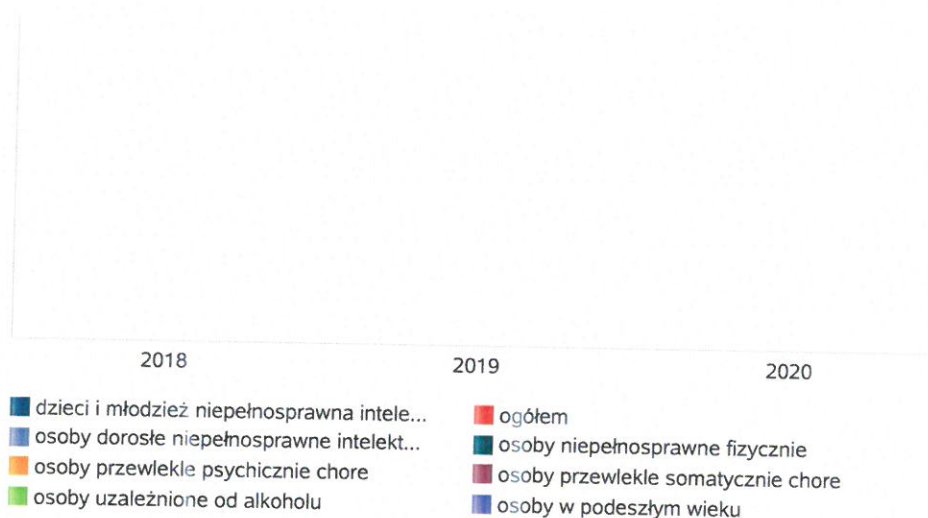 2018 2019 2020
dzieci i młodzież niepełnosprawna intele...
osoby dorosłe niepełnosprawne intelekt...
osoby przewlekle psychicznie chore
osoby uzależnione od alkoholu
ogółem
osoby niepełnosprawne fizycznie
osoby przewlekle somatycznie chore
osoby w podeszłym wieku